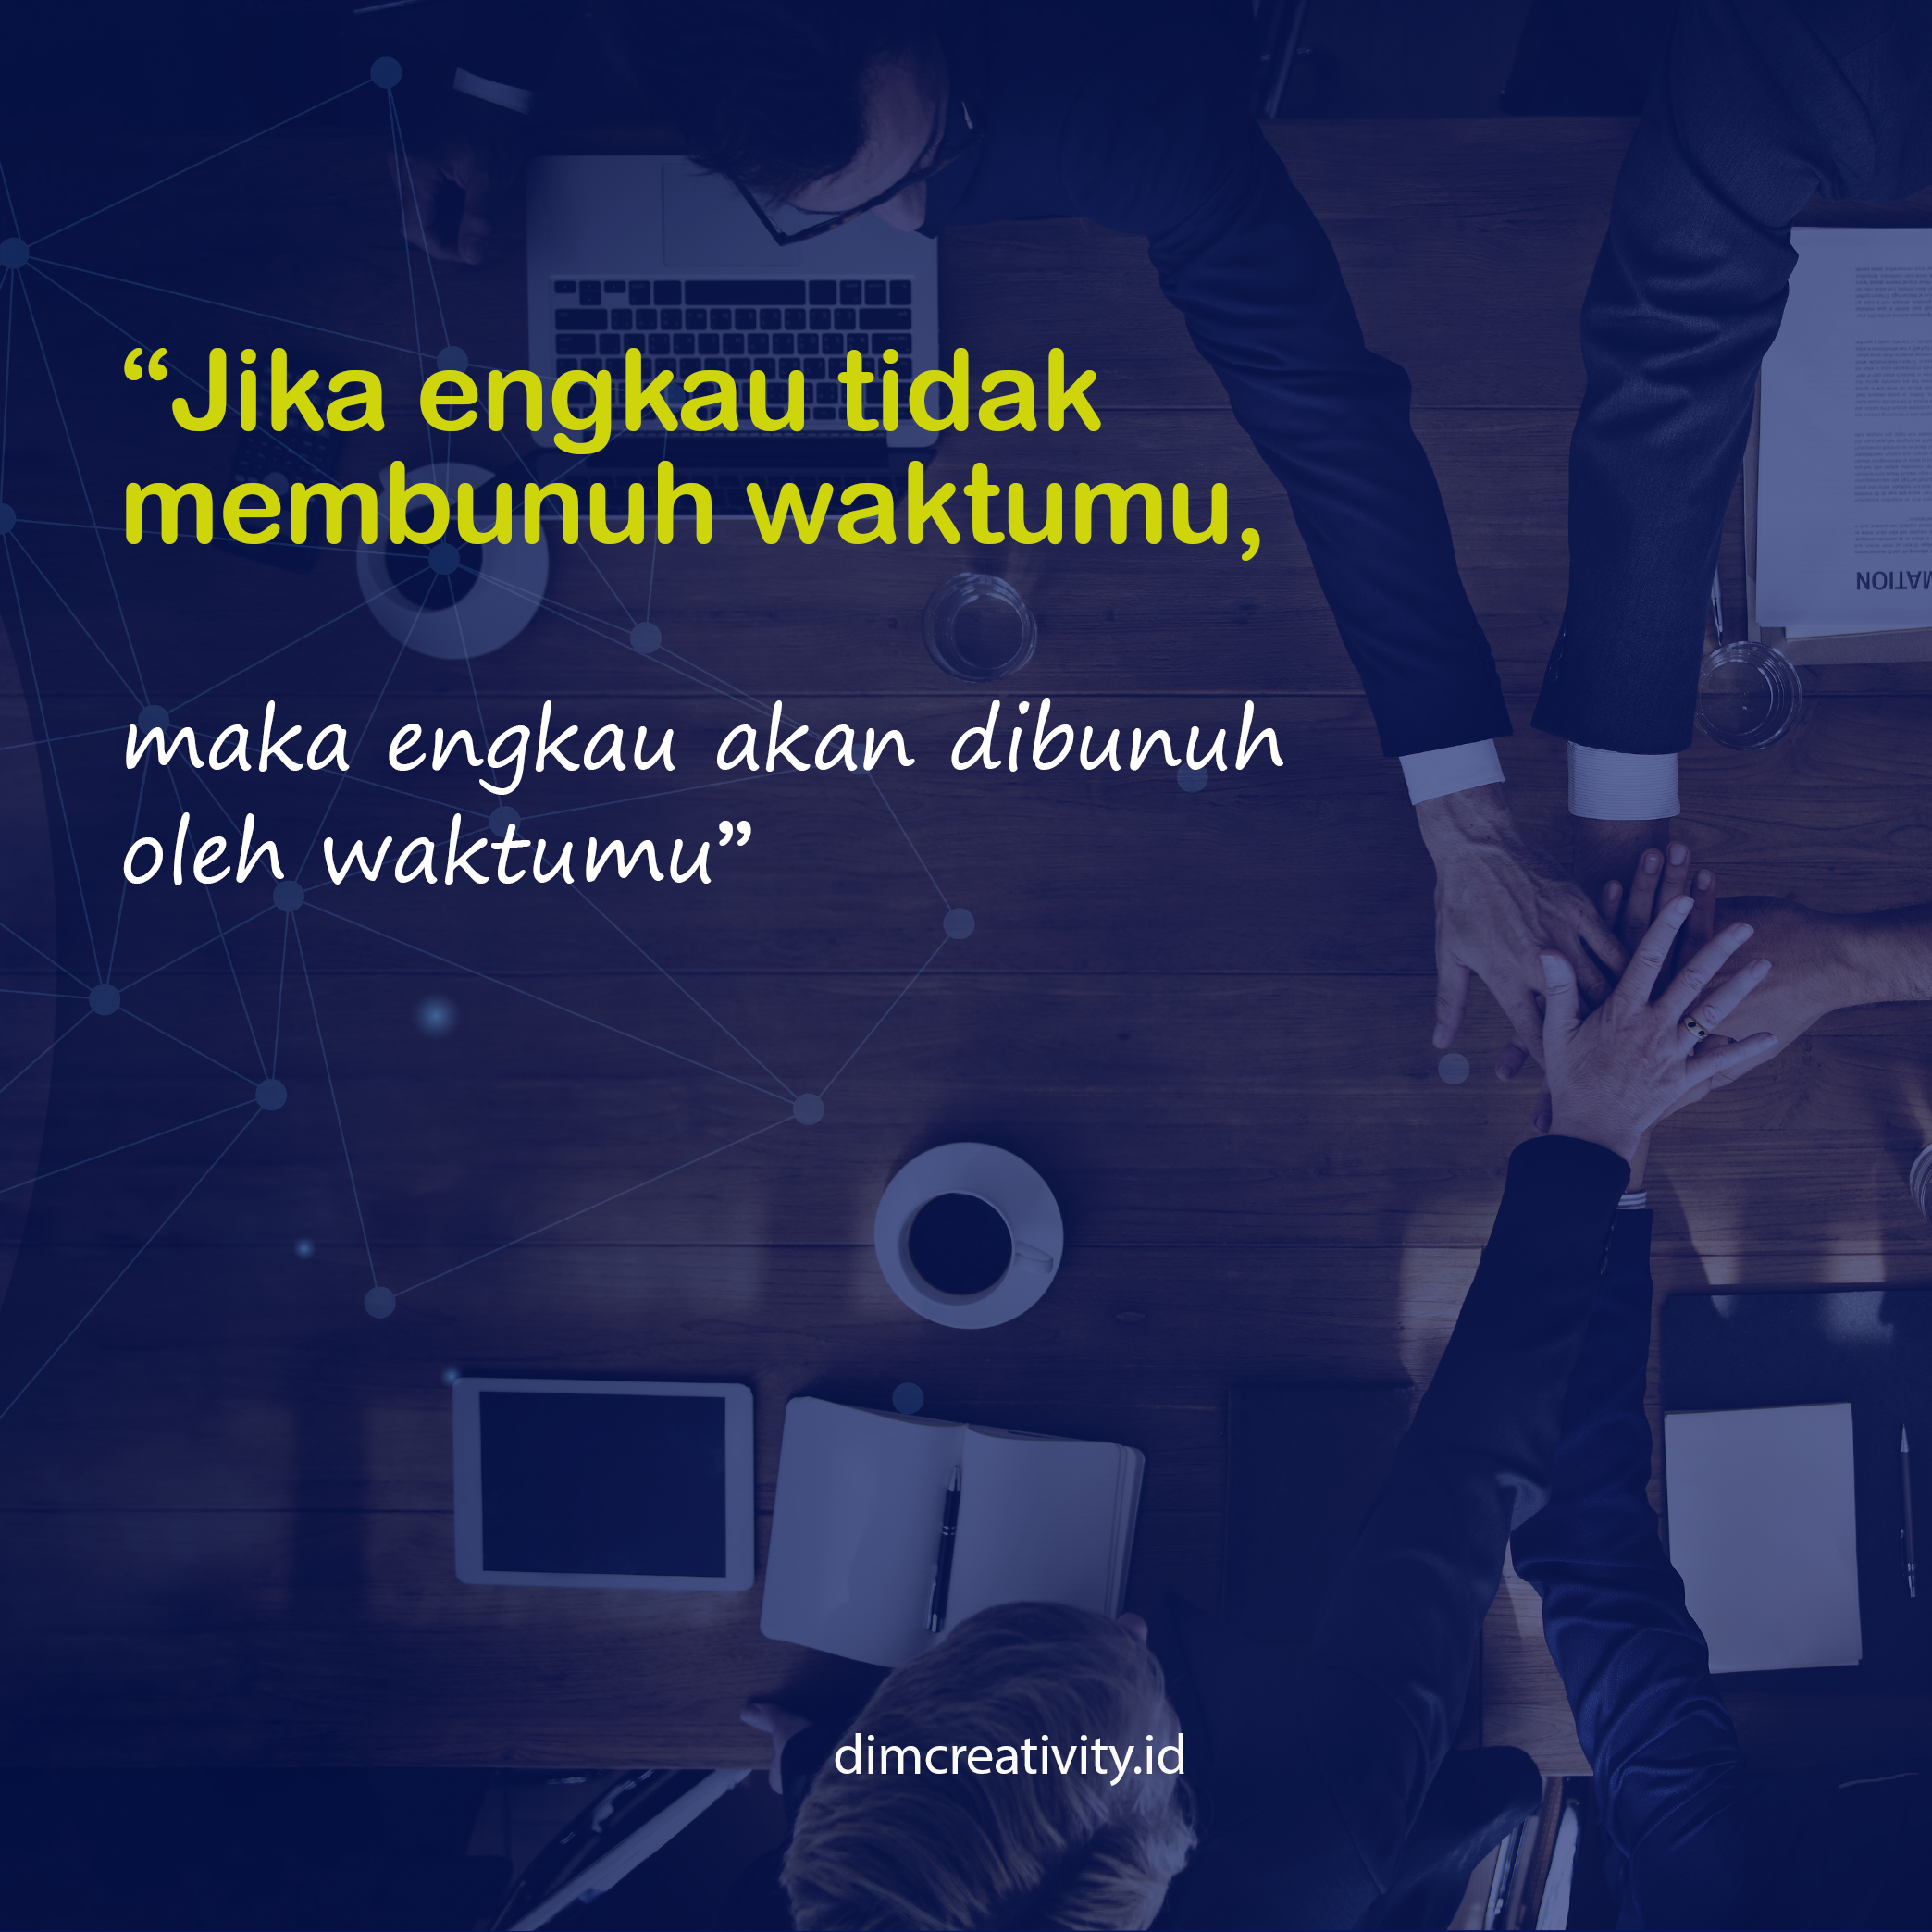 “Jika engkau tidak
membunuh waktumu,
maka engkau akan dibunuh
oleh waktumu”
dimcreativity.id